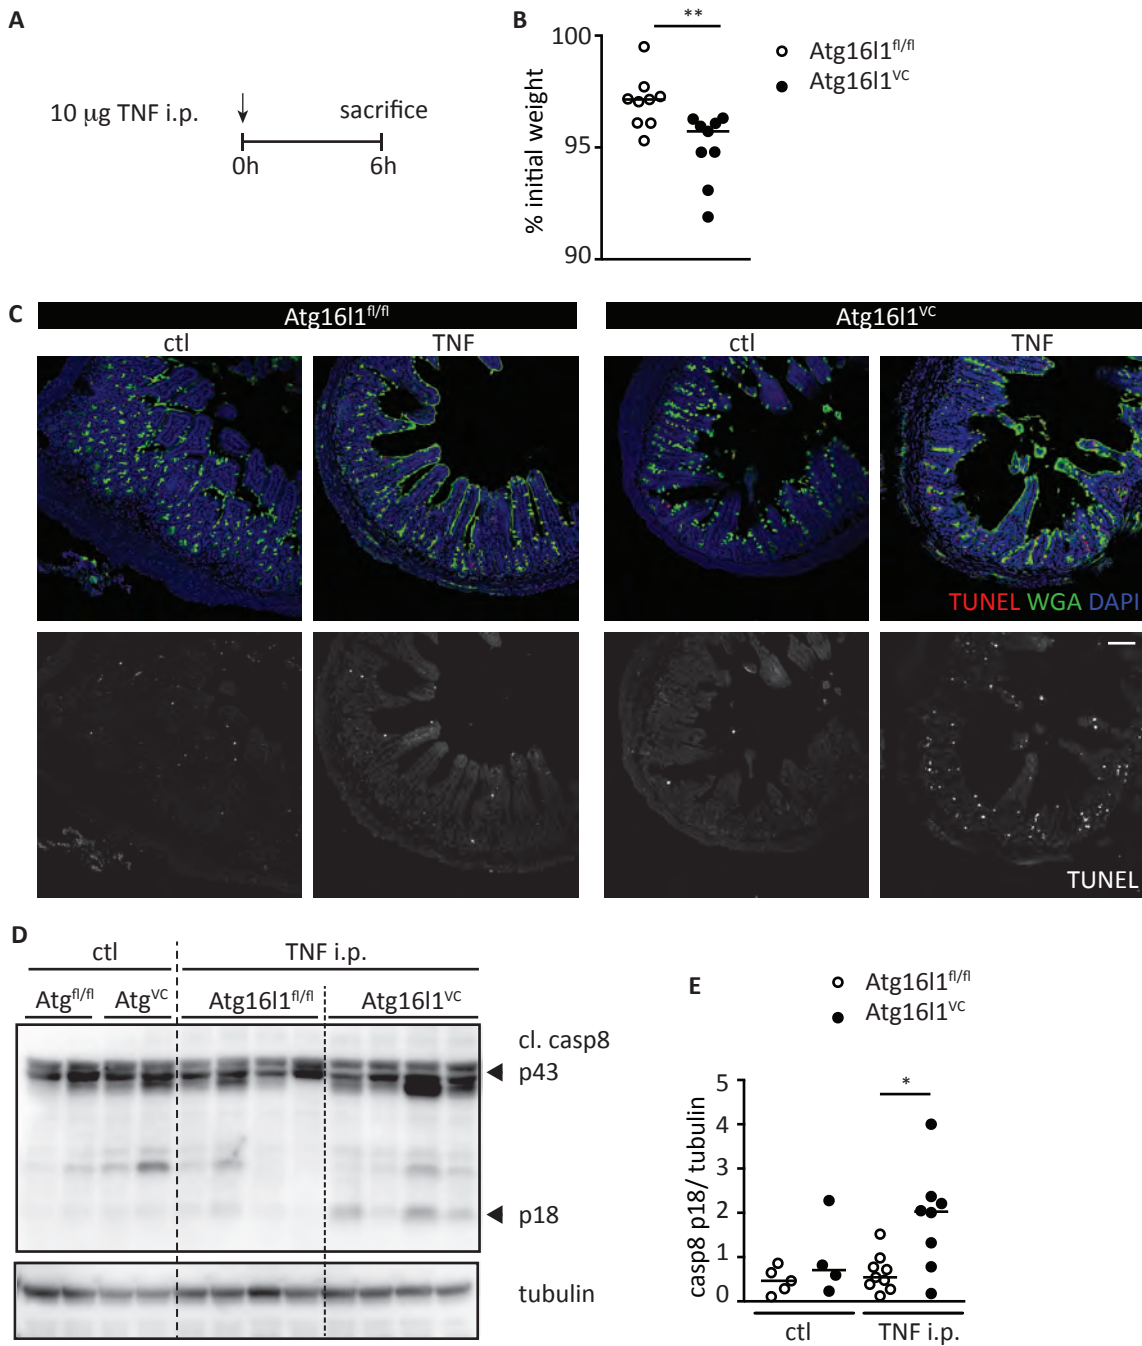 A
10 µg TNF i.p.
sacrifice
0h
6h
B
**
100
95
90
% initial weight
Atg16l1fl/fl
Atg16l1VC
C
Atg16l1fl/fl
Atg16l1VC
ctl
TNF
ctl
TNF
TUNEL WGA DAPI
TUNEL
D
ctl
TNF i.p.
Atgfl/fl
AtgVC
Atg16l1fl/fl
Atg16l1VC
cl. casp8
p43
p18
tubulin
E
Atg16l1fl/fl
Atg16l1VC
*
5
4
3
2
1
0
casp8 p18/ tubulin
ctl
TNF i.p.